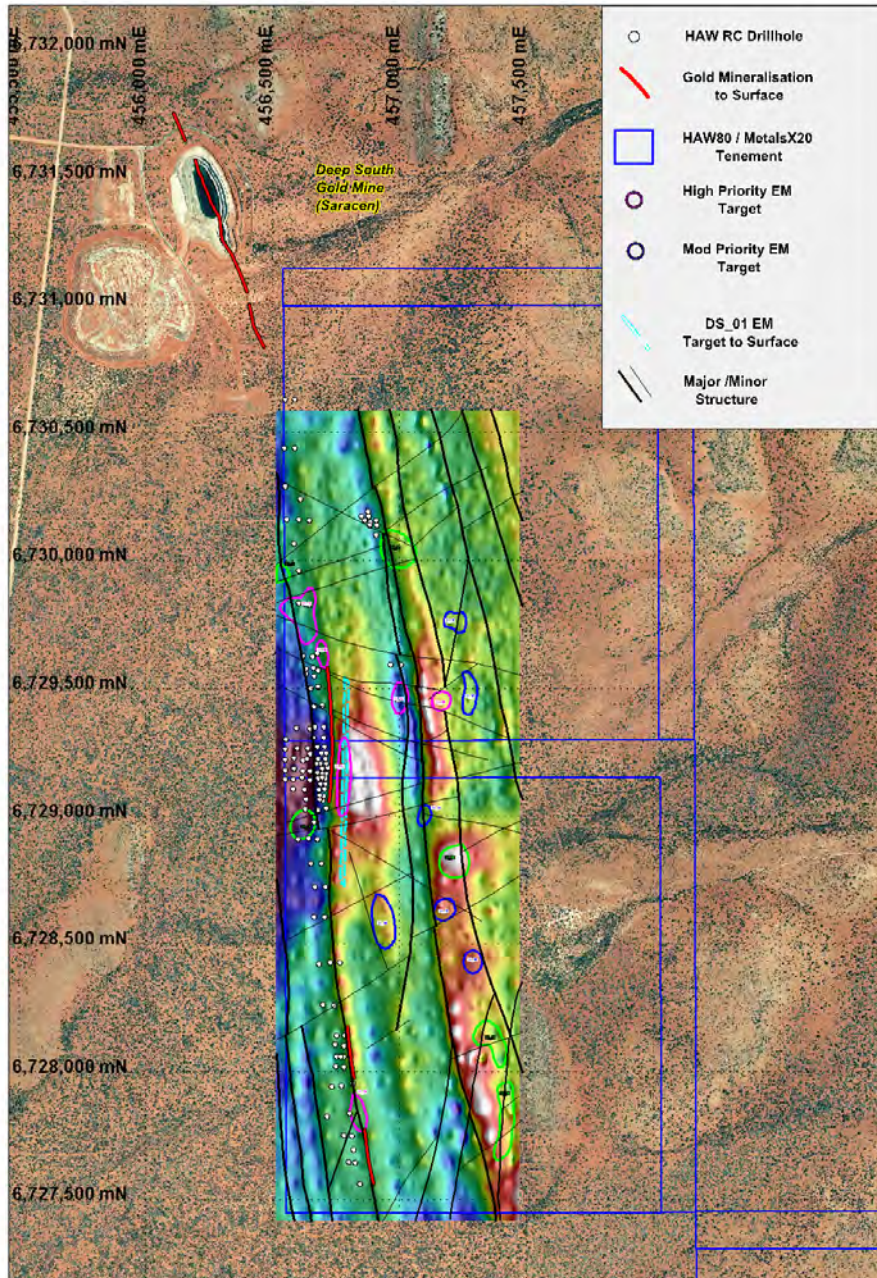 6,732,000 mN
455,500 mE
456,000 mE
456,500 mE
457,000 mE
457,500 mE
HAW RC Drillhole
Gold Mineralisation
to Surface
HAW80 / MetalsX20
Tenement
High Priority EM
Target
Mod Priority EM
Target
DS_01 EM
Target to Surface
Major /Minor
Structure
6,731,500 mN
Deep South
Gold Mine
(Saracen)
6,731,000 mN
6,730,500 mN
6,730,000 mN
6,729,500 mN
6,729,000 mN
6,728,500 mN
6,728,000 mN
6,727,500 mN